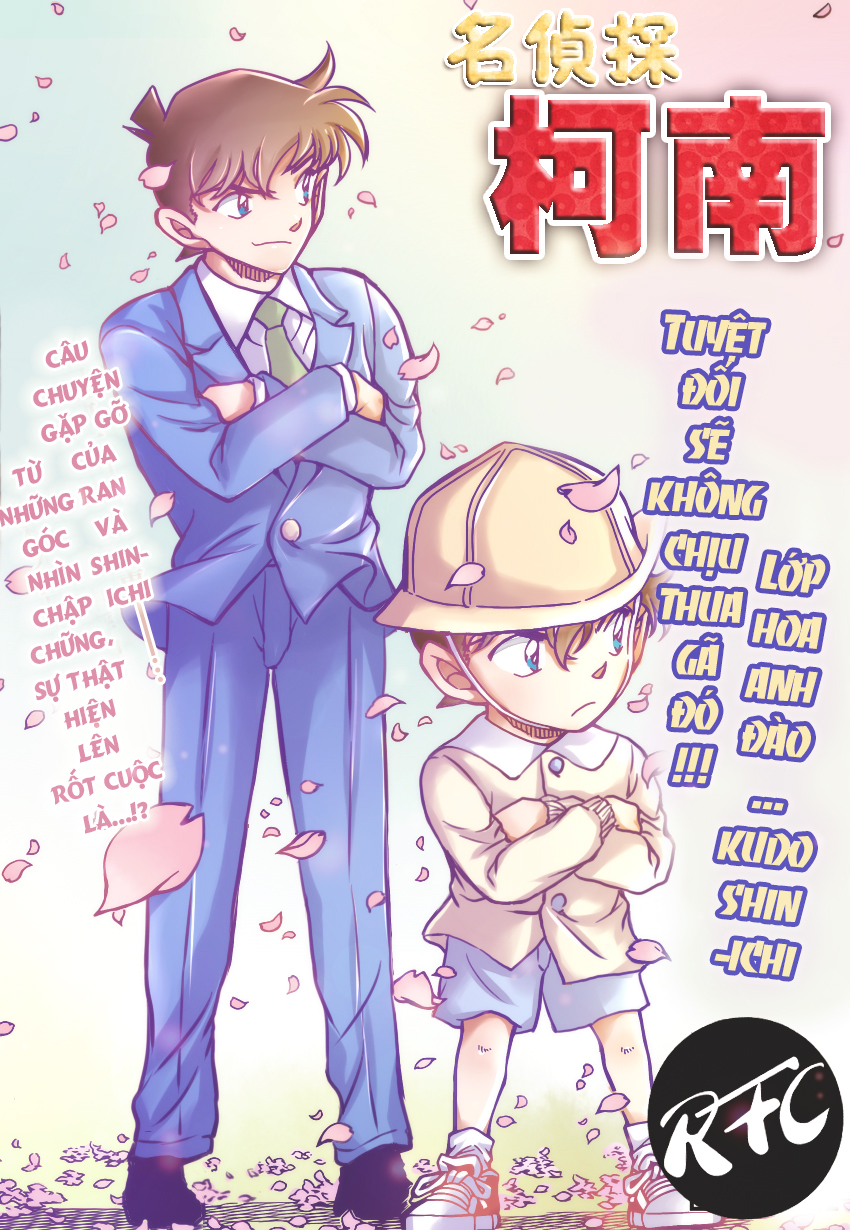 名偵探
柯南
LỚP
HOA
ANH
ĐÀO
...
KUDO
SHIN
-ICHI
TUYỆT
ĐỐI
SẼ
KHÔNG
CHỊU
THUA
GÃ
ĐÓ
!!!
CÂU
CHUYỆN
GẶP GỠ
CỦA
RAN
VÀ
SHIN-
ICHI
...
TỪ
NHỮNG
GÓC
NHÌN
CHẬP
CHỮNG,
SỰ THẬT
HIỆN
LÊN
RỐT CUỘC
LÀ...!?
RFC